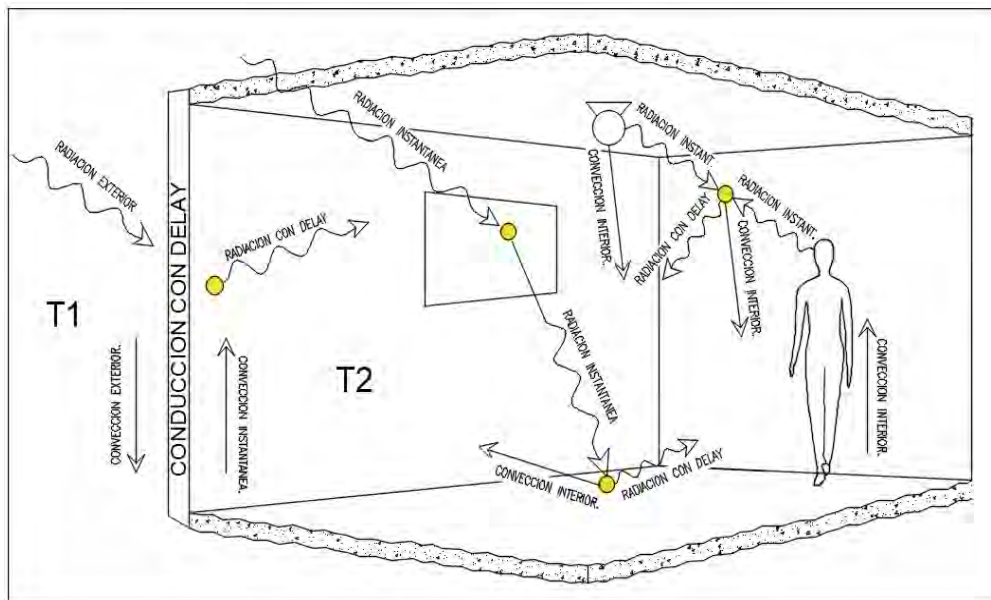 RADIACION EXTERIOR
T1
CONVECCION EXTERIOR.
CONDUCCION CON DELAY
RADIACION CON DELAY
CONVECCION INSTANTANEA.
RADIACION INSTANTANEA
T2
RADIACION INSTANTANEA
CONVECCION INTERIOR.
RADIACION CON DELAY
CONVECCION INTERIOR.
RADIACION INSTANT.
RADIACION CON DELAY
CONVECCION INTERIOR.
RADIACION INSTANT.
CONVECCION INTERIOR.